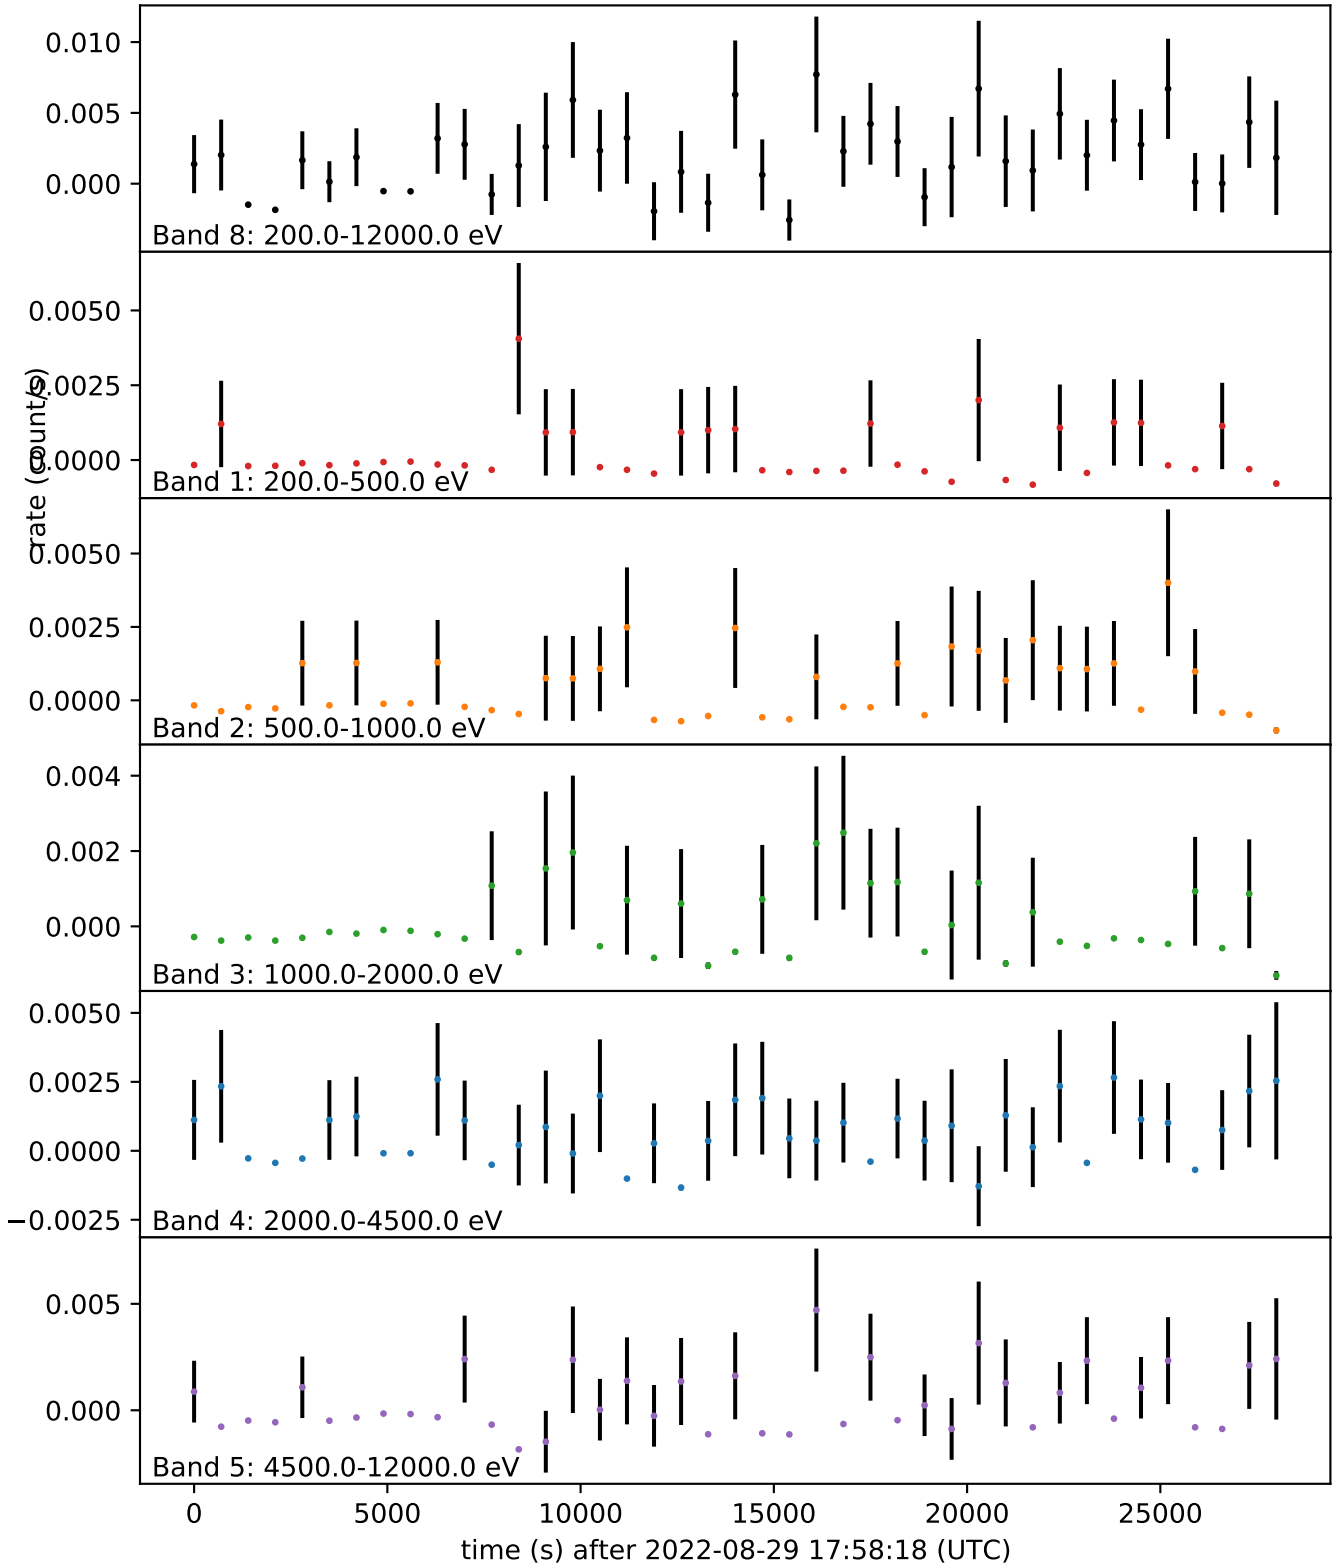 0.010
0.005
0.000
Band 8: 200.0-12000.0 eV
0.0050
0.0025
0.0000
Band 1: 200.0-500.0 eV
rate (count/s)
0.0050
0.0025
0.0000
Band 2: 500.0-1000.0 eV
0.004
0.002
0.000
Band 3: 1000.0-2000.0 eV
0.0050
0.0025
0.0000
−0.0025
Band 4: 2000.0-4500.0 eV
0.005
0.000
Band 5: 4500.0-12000.0 eV
0 5000 10000 15000 20000 25000
time (s) after 2022-08-29 17:58:18 (UTC)